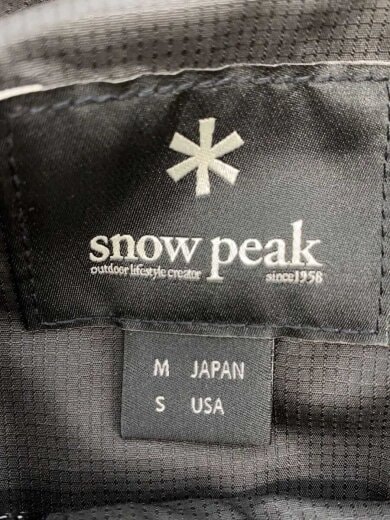 snow peak
outdoor lifestyle creator since1958
M JAPAN
S USA